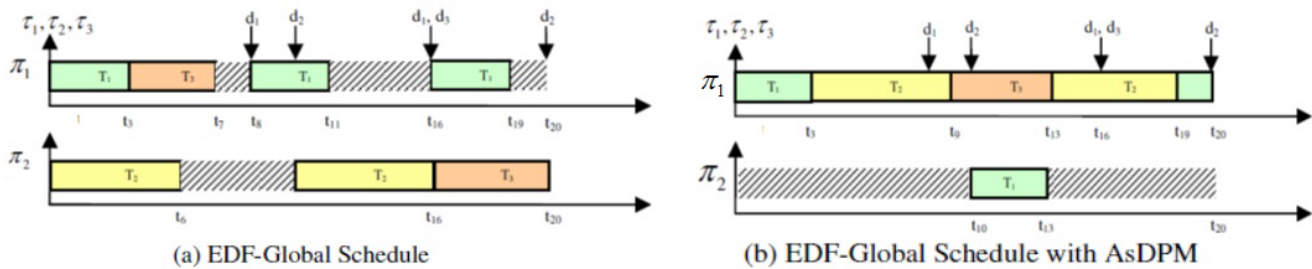 τ₁, τ₂, τ₃ d₁ d₂ d₁, d₃ d₂
π₁ T₁ T₃ T₁ T₁
t₃ t₇ t₈ t₁₁ t₁₆ t₁₉ t₂₀
π₂ T₂ T₂ T₃
t₆ t₁₆ t₂₀
(a) EDF-Global Schedule
τ₁, τ₂, τ₃ d₁ d₂ d₁, d₃ d₂
π₁ T₁ T₂ T₃ T₂
t₃ t₉ t₁₃ t₁₆ t₁₉ t₂₀
π₂ T₁
t₁₀ t₁₃ t₂₀
(b) EDF-Global Schedule with AsDPM